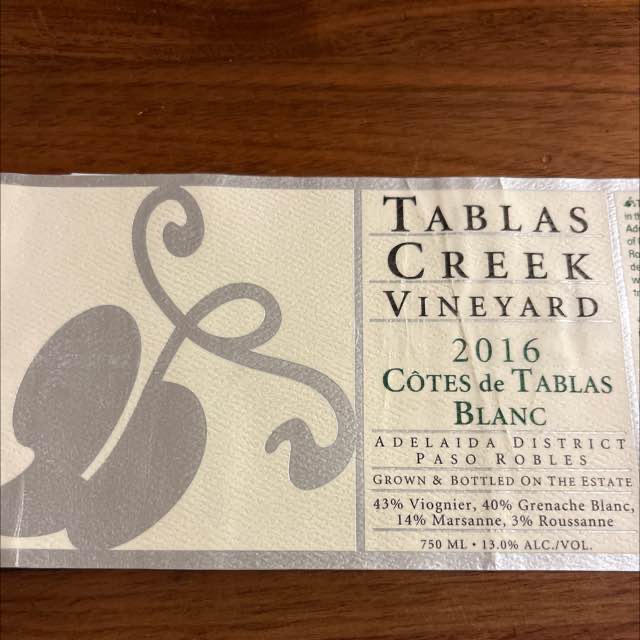 TABLAS
CREEK
VINEYARD
2016
CÔTES de TABLAS
BLANC
ADELAIDA DISTRICT
PASO ROBLES
GROWN & BOTTLED ON THE ESTATE
43% Viognier, 40% Grenache Blanc,
14% Marsanne, 3% Roussanne
750 ML • 13.0% ALC./VOL.